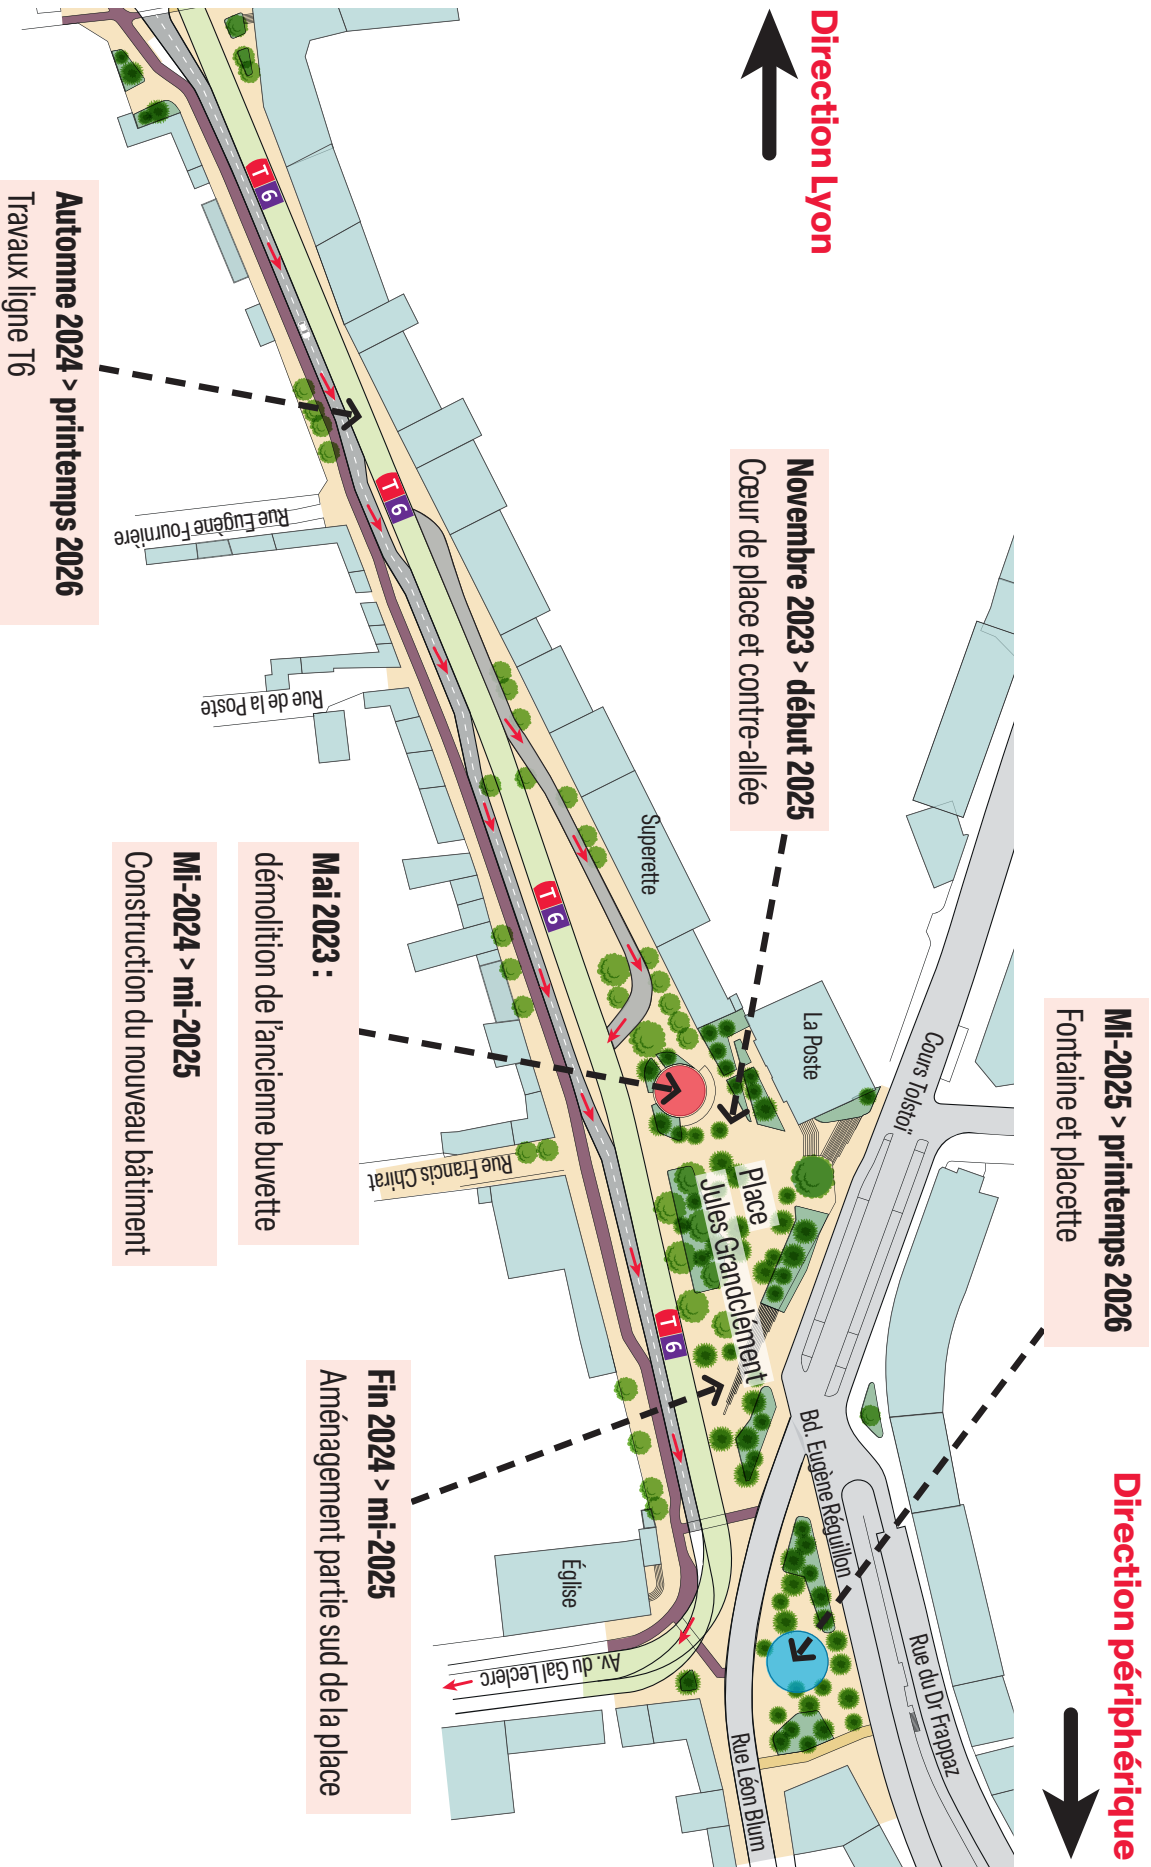 Direction Lyon
Direction périphérique
Mi-2025 > printemps 2026
Fontaine et placette
Novembre 2023 > début 2025
Cœur de place et contre-allée
Automne 2024 > printemps 2026
Travaux ligne T6
Mai 2023 :
démolition de l'ancienne buvette
Mi-2024 > mi-2025
Construction du nouveau bâtiment
Fin 2024 > mi-2025
Aménagement partie sud de la place
Cours Tolstoï
La Poste
Superette
Place
Jules Grandclément
Bd. Eugène Réguillon
Rue du Dr Frappaz
Rue Léon Blum
Av. du Gal Leclerc
Église
Rue Francis Chirat
Rue de la Poste
Rue Eugène Fournière
T6
T6
T6
T6